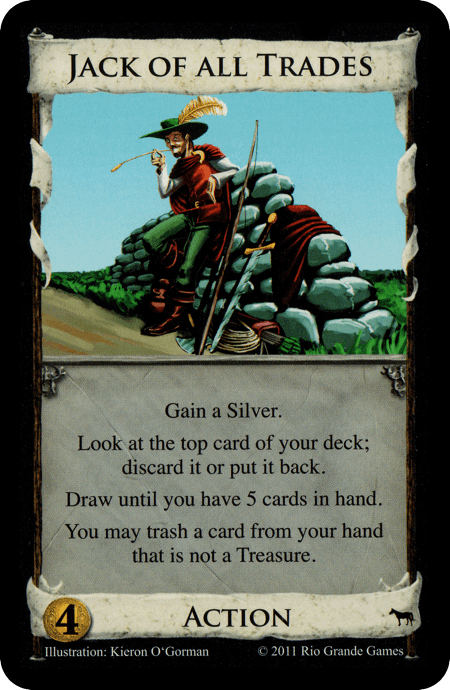 JACK OF ALL TRADES
Gain a Silver.
Look at the top card of your deck;
discard it or put it back.
Draw until you have 5 cards in hand.
You may trash a card from your hand
that is not a Treasure.
4
ACTION
Illustration: Kieron O‘Gorman
© 2011 Rio Grande Games